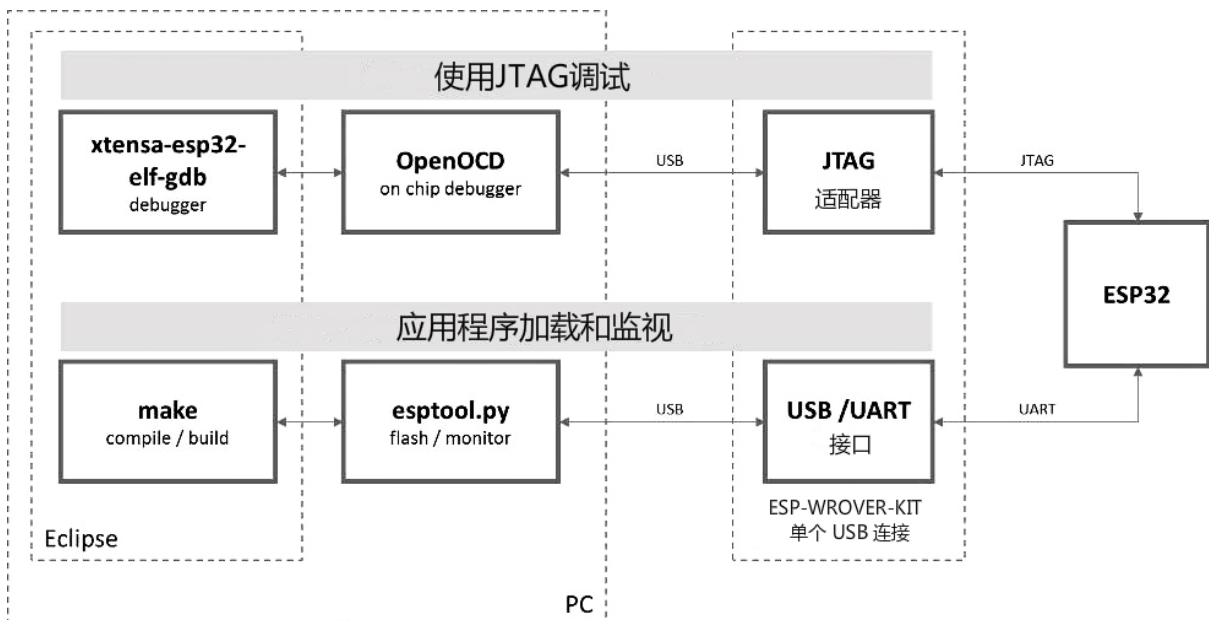 使用JTAG调试
xtensa-esp32-
elf-gdb
debugger
OpenOCD
on chip debugger
USB
JTAG
适配器
JTAG
ESP32
应用程序加载和监视
make
compile / build
esptool.py
flash / monitor
USB
USB /UART
接口
UART
ESP-WROVER-KIT
单个 USB 连接
Eclipse
PC